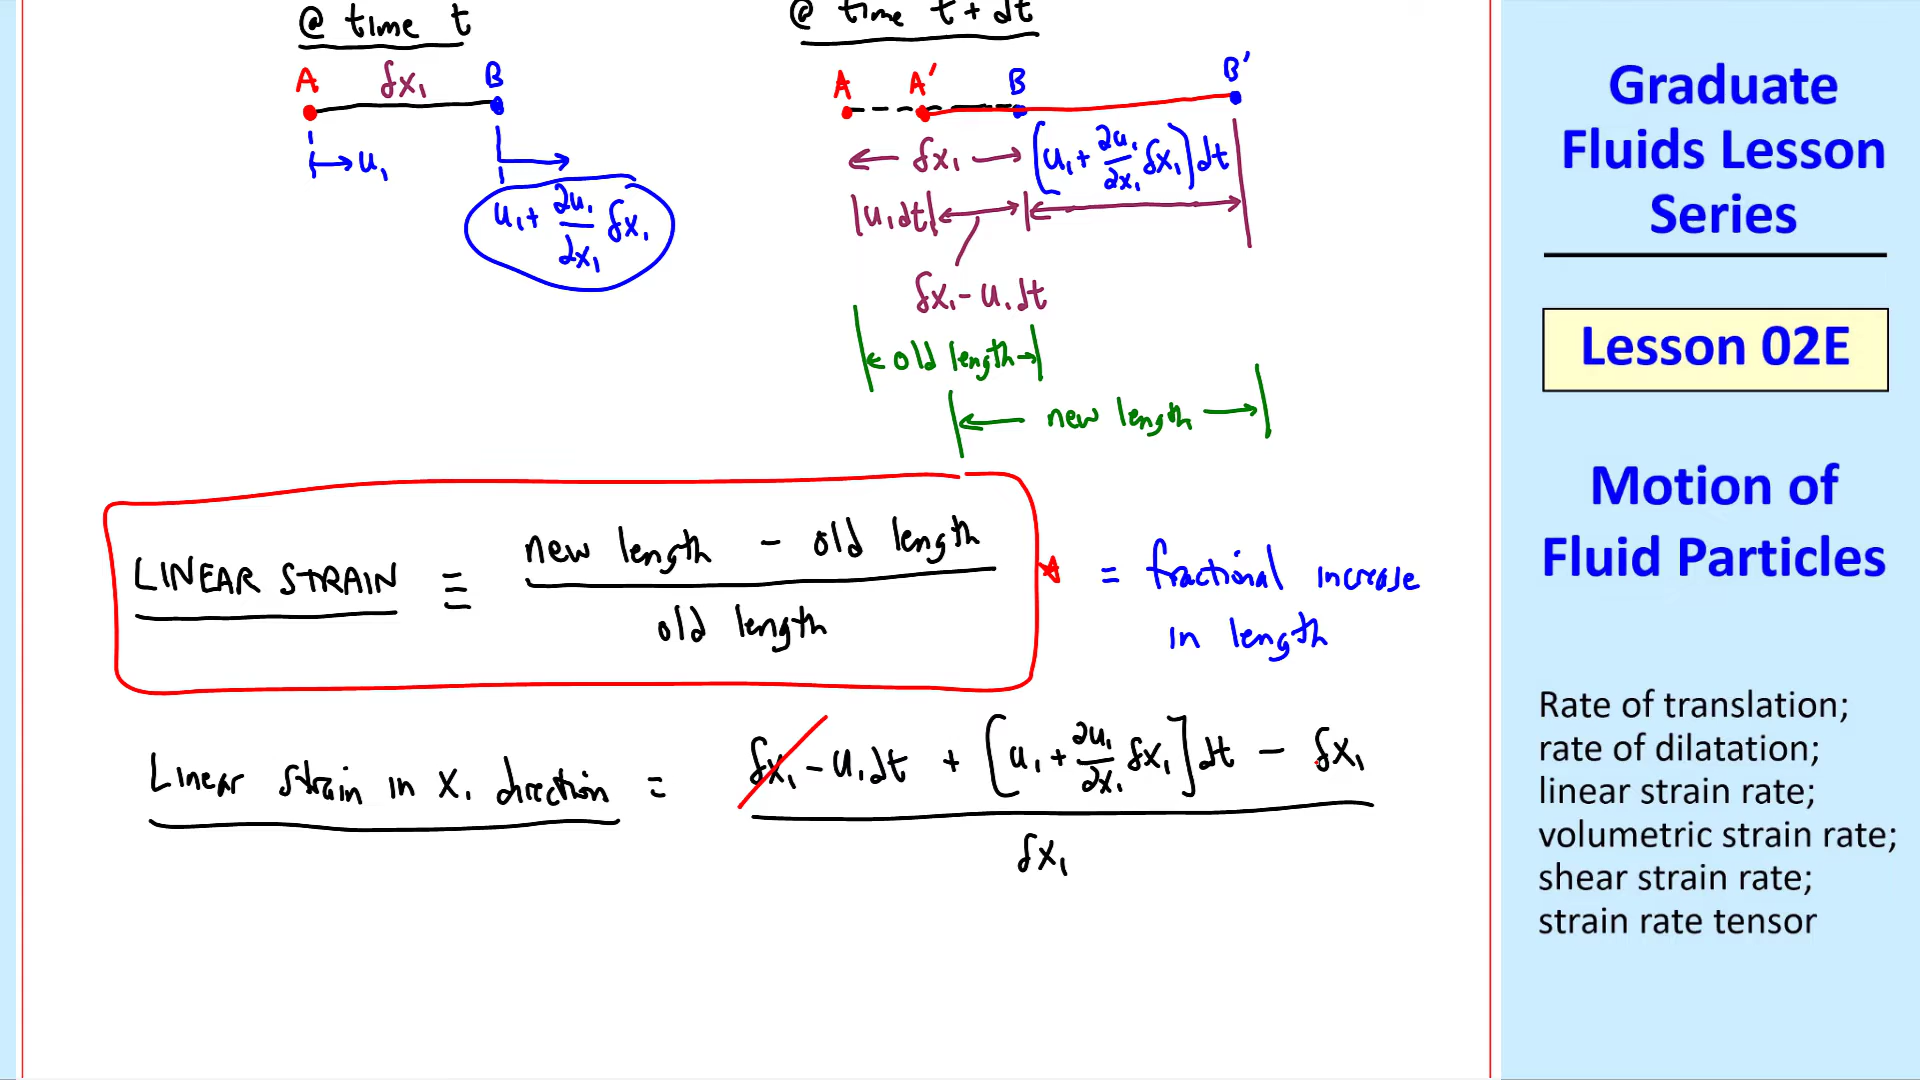 @ time t
@ time t + dt
A δx₁ B
A A' B B'
u₁
u₁ + ∂u₁/∂x₁ δx₁
δx₁ [u₁ + ∂u₁/∂x₁ δx₁] dt
u₁dt
δx₁ - u₁dt
old length
new length
LINEAR STRAIN ≡ (new length - old length) / old length = fractional increase
in length
Linear strain in x₁ direction = (δx₁ - u₁dt + [u₁ + ∂u₁/∂x₁ δx₁] dt - δx₁) / δx₁
Graduate
Fluids Lesson
Series
Lesson 02E
Motion of
Fluid Particles
Rate of translation;
rate of dilatation;
linear strain rate;
volumetric strain rate;
shear strain rate;
strain rate tensor